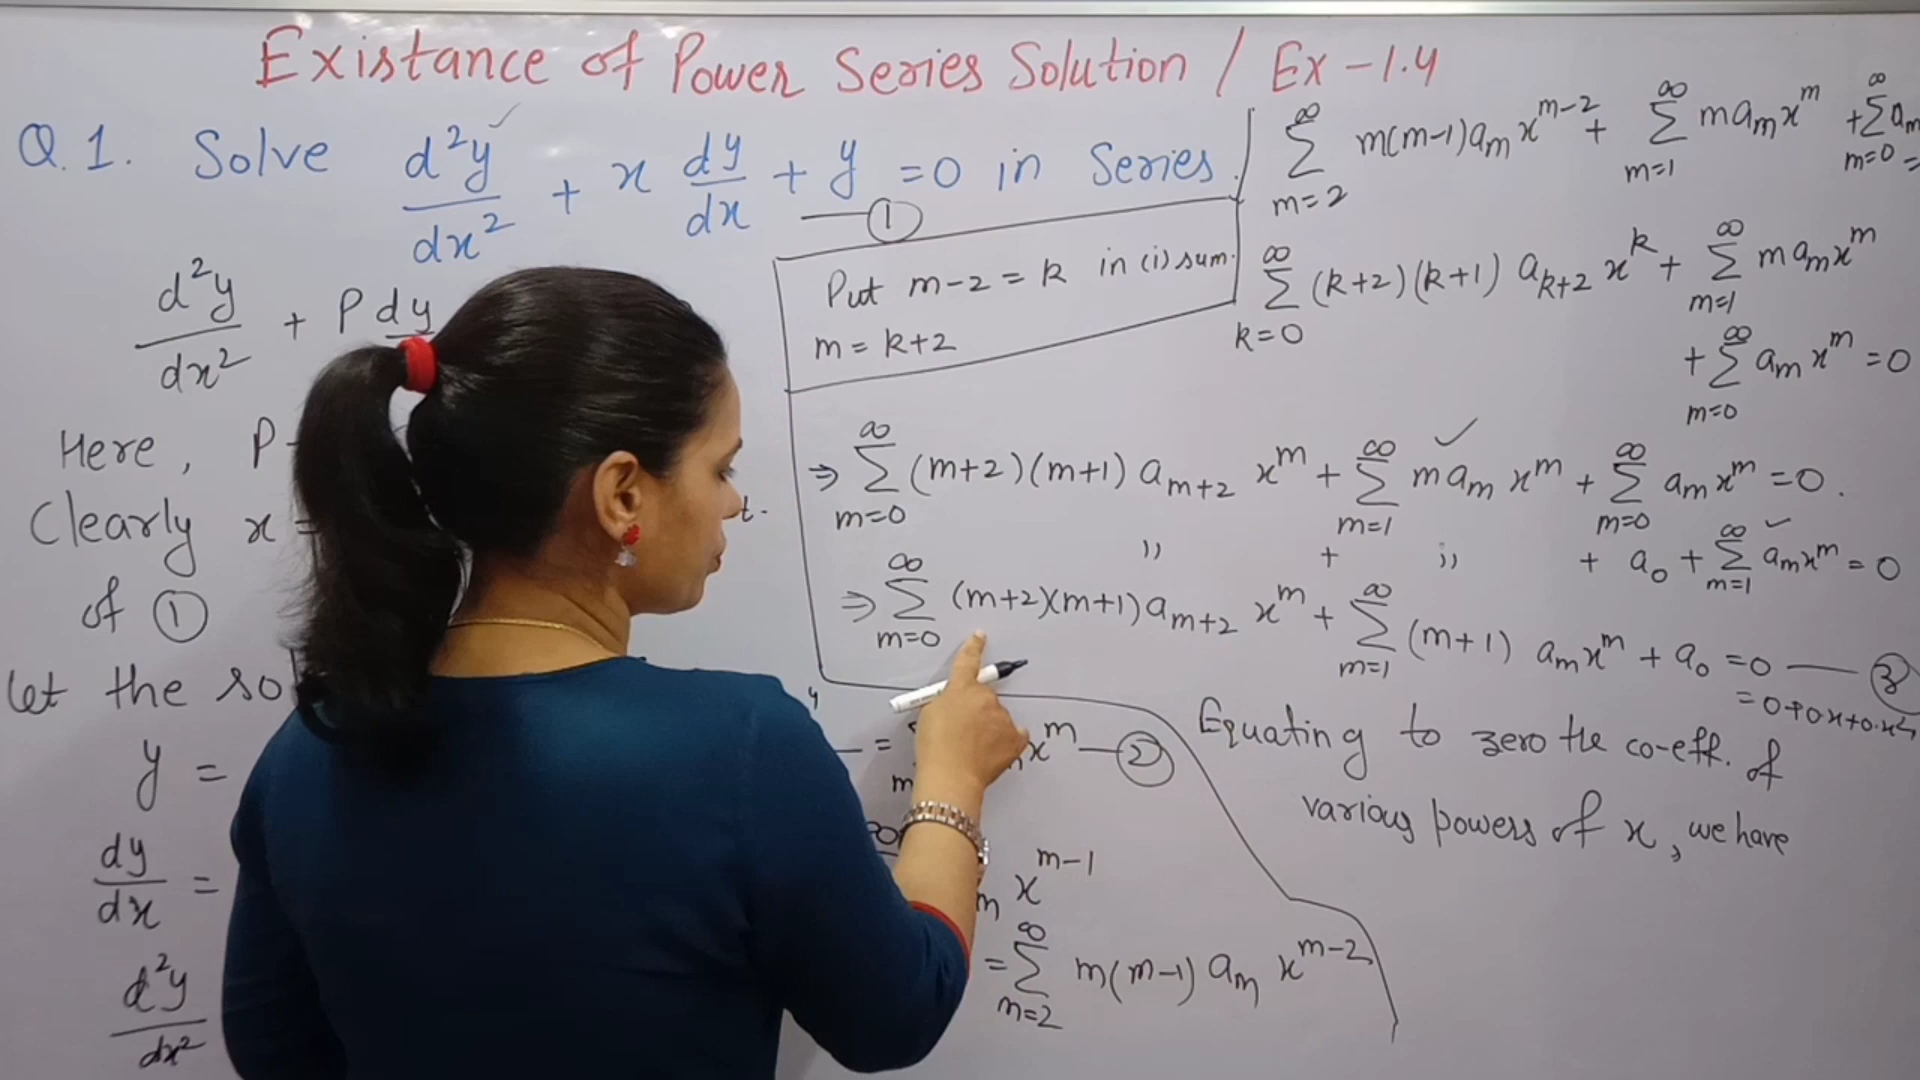 Existance of Power Series Solution / Ex-1.4
Q.1. Solve d²y/dx² + x dy/dx + y = 0 in Series.
— ①
d²y/dx² + P dy
Here, P
Clearly x = t.
of ①
Let the so
y =
— = x^m — ②
dy/dx = m x^(m-1)
d²y/dx² = ∑_{m=2}^∞ m(m-1) a_m x^(m-2)
Put m-2 = k in (i) sum.
m = k+2
∑_{m=2}^∞ m(m-1) a_m x^(m-2) + ∑_{m=1}^∞ m a_m x^m + ∑_{m=0}^∞ a_m =
∑_{k=0}^∞ (k+2)(k+1) a_{k+2} x^k + ∑_{m=1}^∞ m a_m x^m
+ ∑_{m=0}^∞ a_m x^m = 0
⇒ ∑_{m=0}^∞ (m+2)(m+1) a_{m+2} x^m + ∑_{m=1}^∞ m a_m x^m + ∑_{m=0}^∞ a_m x^m = 0.
,, + ,, + a_0 + ∑_{m=1}^∞ a_m x^m = 0
⇒ ∑_{m=0}^∞ (m+2)(m+1) a_{m+2} x^m + ∑_{m=1}^∞ (m+1) a_m x^m + a_0 = 0 — ③
= 0+0x+0.x²+
Equating to zero the co-eff. of
various powers of x, we have